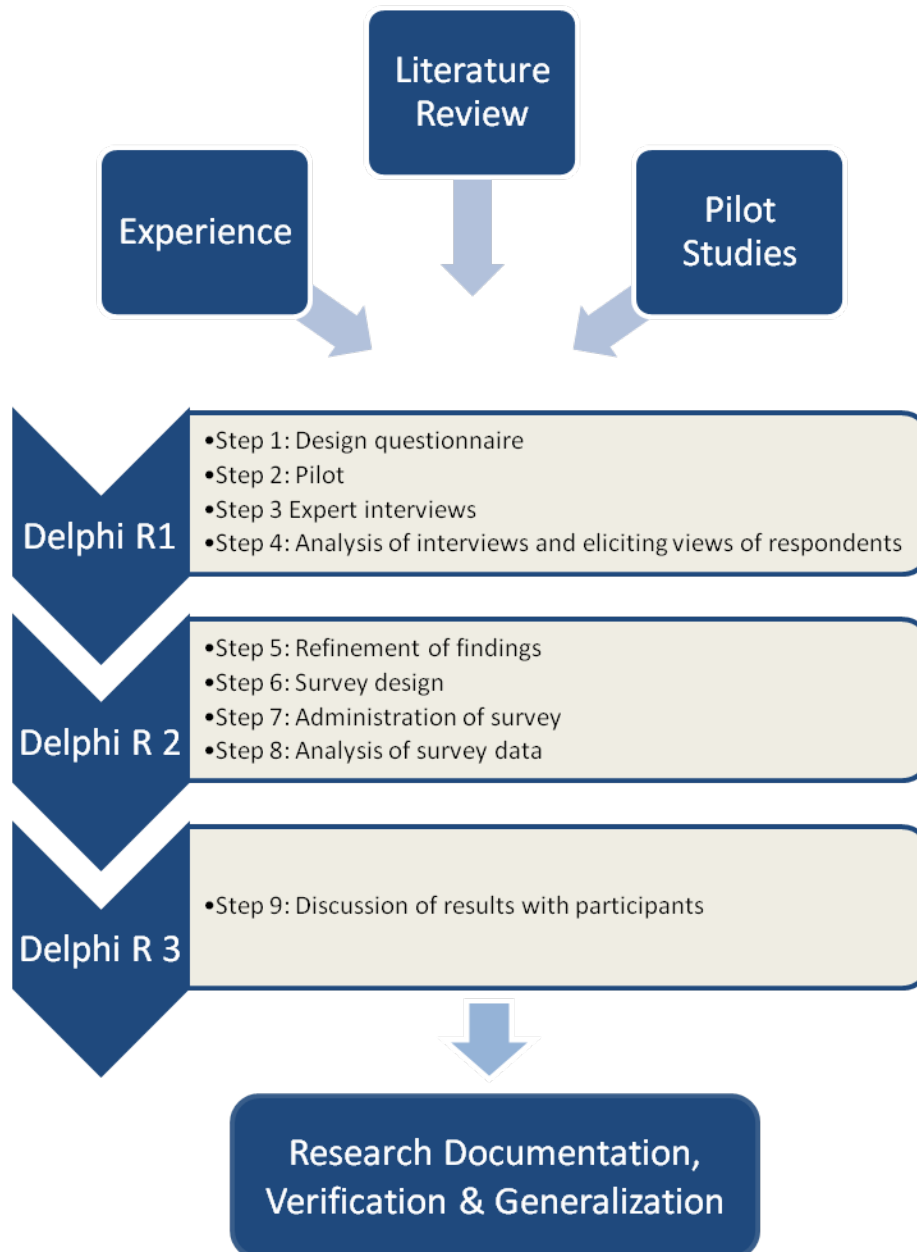 Literature
Review
Experience
Pilot
Studies
Delphi R1
•Step 1: Design questionnaire
•Step 2: Pilot
•Step 3 Expert interviews
•Step 4: Analysis of interviews and eliciting views of respondents
Delphi R 2
•Step 5: Refinement of findings
•Step 6: Survey design
•Step 7: Administration of survey
•Step 8: Analysis of survey data
Delphi R 3
•Step 9: Discussion of results with participants
Research Documentation,
Verification & Generalization